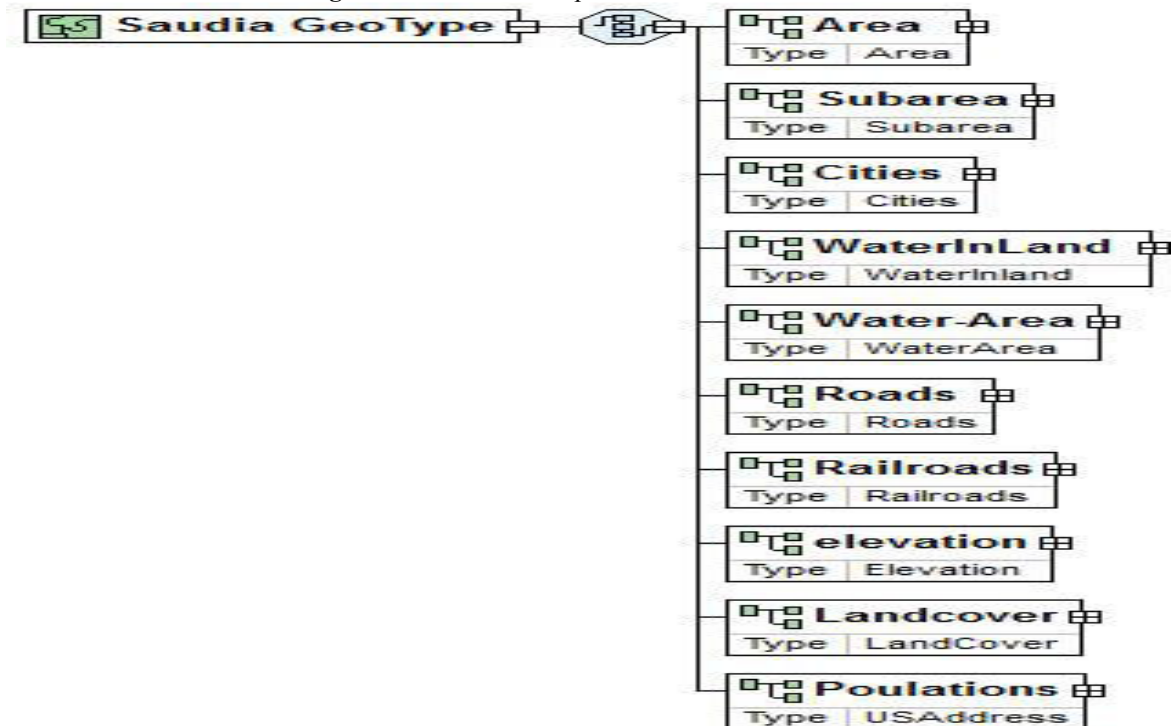 Saudia GeoType
Area
Type Area
Subarea
Type Subarea
Cities
Type Cities
WaterInLand
Type WaterInland
Water-Area
Type WaterArea
Roads
Type Roads
Railroads
Type Railroads
elevation
Type Elevation
Landcover
Type LandCover
Poulations
Type USAddress